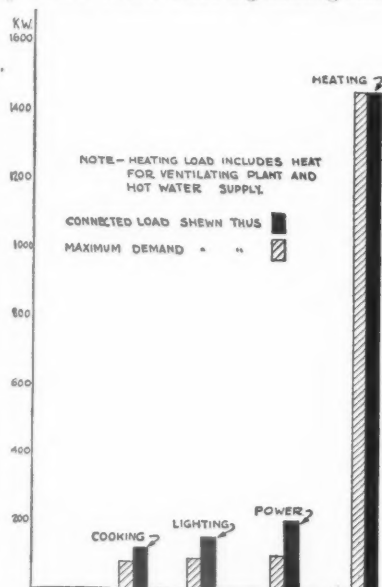 KW.
1600
HEATING
1400
NOTE — HEATING LOAD INCLUDES HEAT
FOR VENTILATING PLANT AND
HOT WATER SUPPLY.
1200
CONNECTED LOAD SHEWN THUS
1000
MAXIMUM DEMAND " "
800
600
400
200
COOKING
LIGHTING
POWER